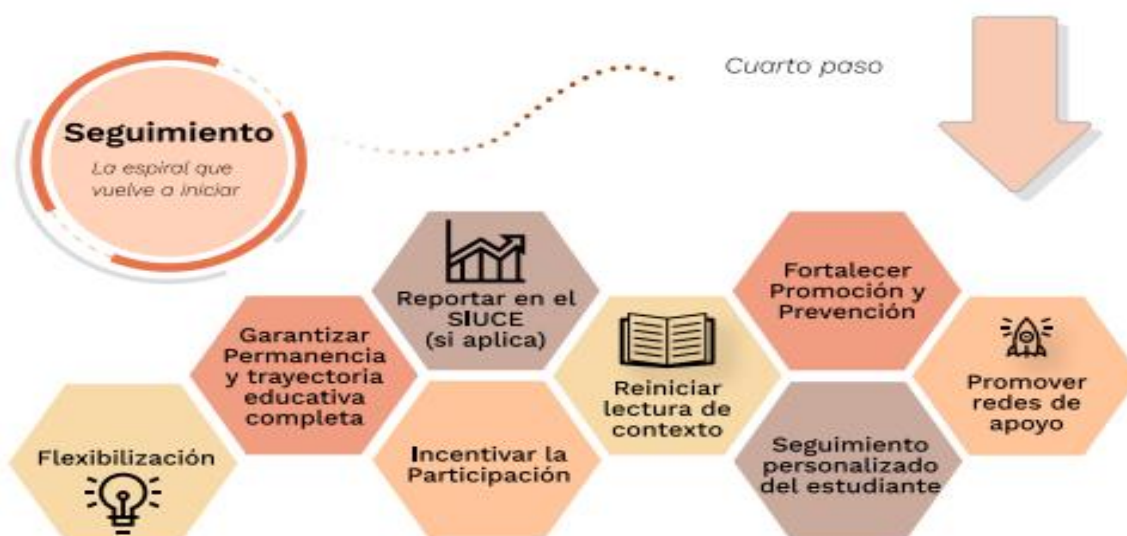 Cuarto paso
Seguimiento
La espiral que
vuelve a iniciar
Reportar en el
SIUCE
(si aplica)
Fortalecer
Promoción y
Prevención
Garantizar
Permanencia
y trayectoria
educativa
completa
Reiniciar
lectura de
contexto
Promover
redes de
apoyo
Flexibilización
Incentivar la
Participación
Seguimiento
personalizado
del estudiante